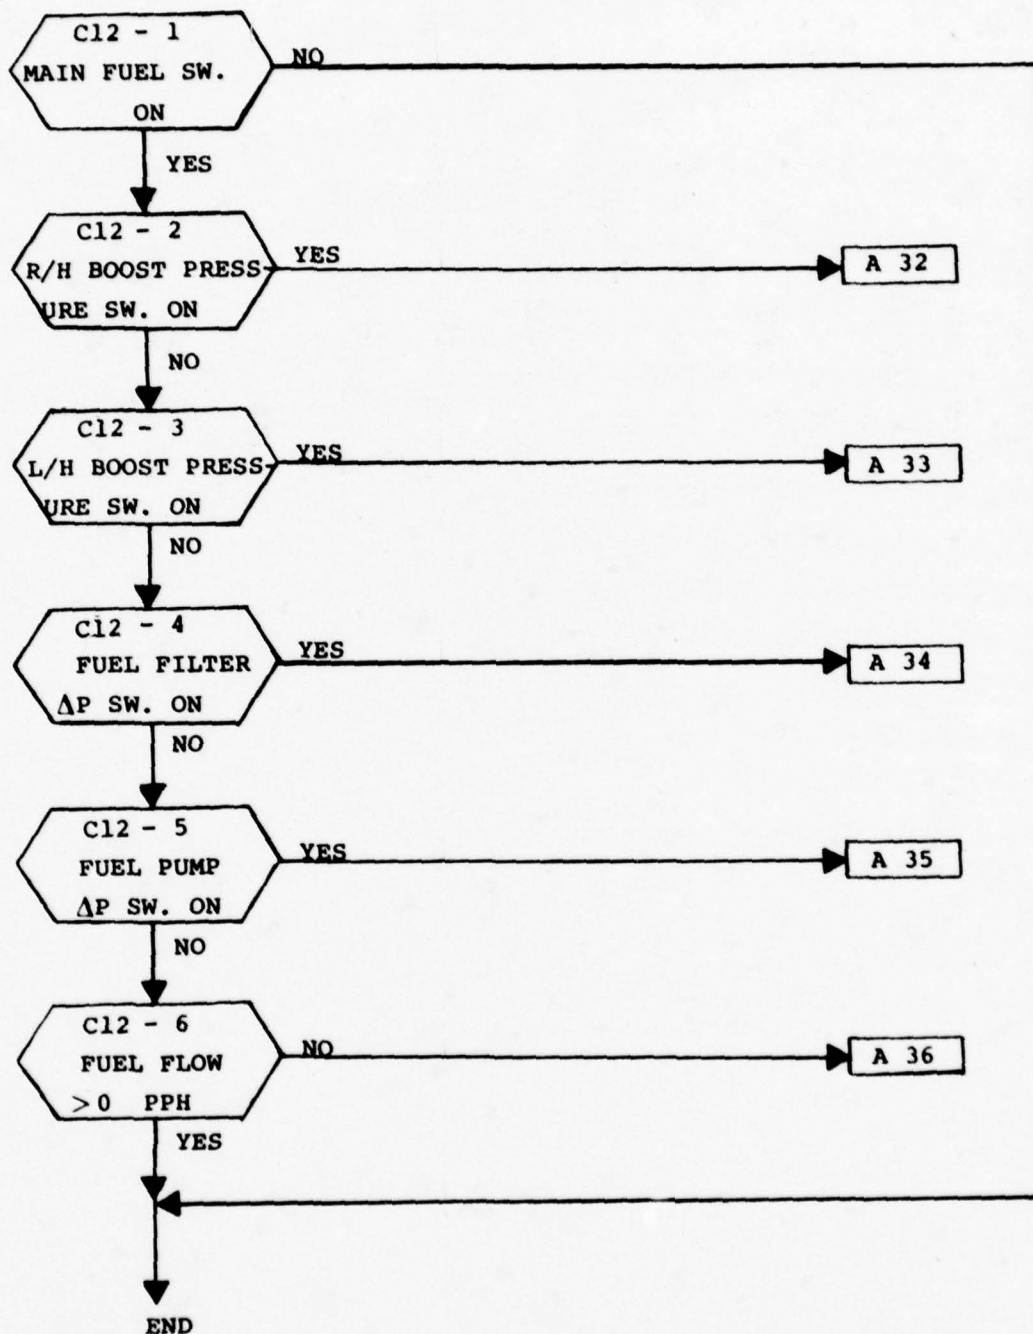 C12 - 1
MAIN FUEL SW.
ON
NO
YES
C12 - 2
R/H BOOST PRESS-
URE SW. ON
YES
A 32
NO
C12 - 3
L/H BOOST PRESS-
URE SW. ON
YES
A 33
NO
C12 - 4
FUEL FILTER
ΔP SW. ON
YES
A 34
NO
C12 - 5
FUEL PUMP
ΔP SW. ON
YES
A 35
NO
C12 - 6
FUEL FLOW
>0 PPH
NO
A 36
YES
END